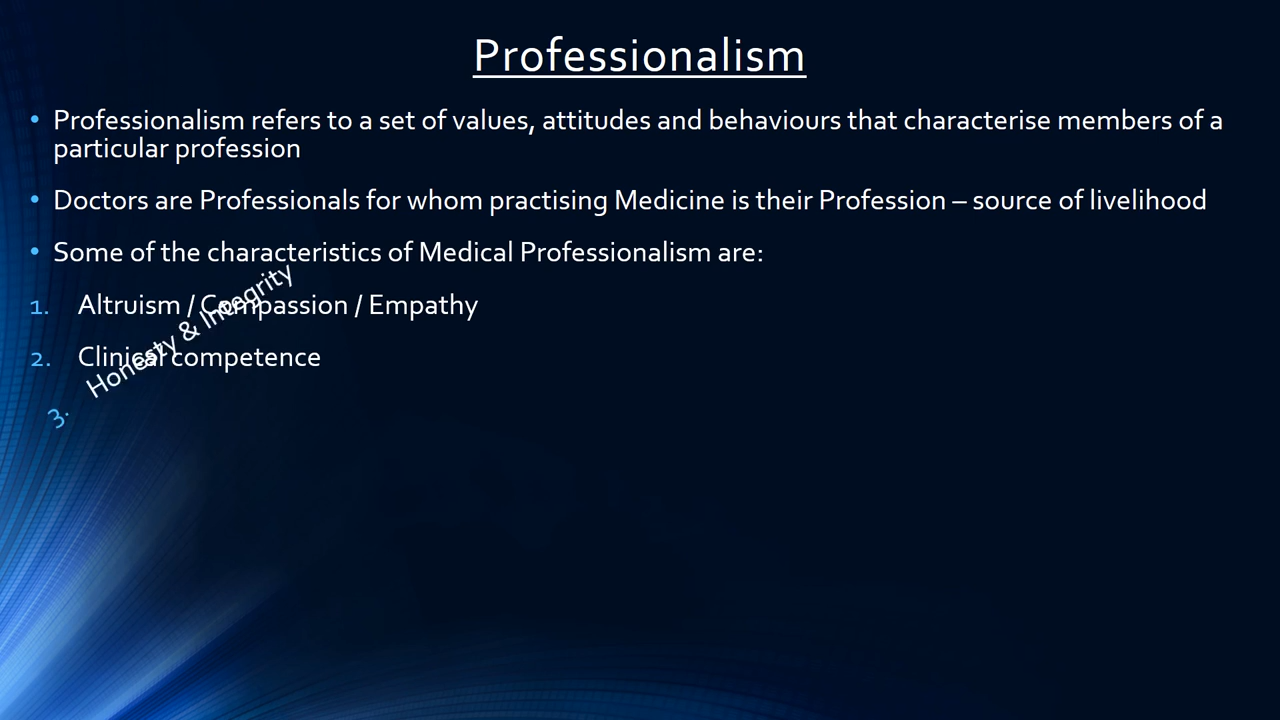 Professionalism
• Professionalism refers to a set of values, attitudes and behaviours that characterise members of a
particular profession
• Doctors are Professionals for whom practising Medicine is their Profession – source of livelihood
• Some of the characteristics of Medical Professionalism are:
1. Altruism / Compassion / Empathy
2. Clinical competence
3. Honesty & Integrity